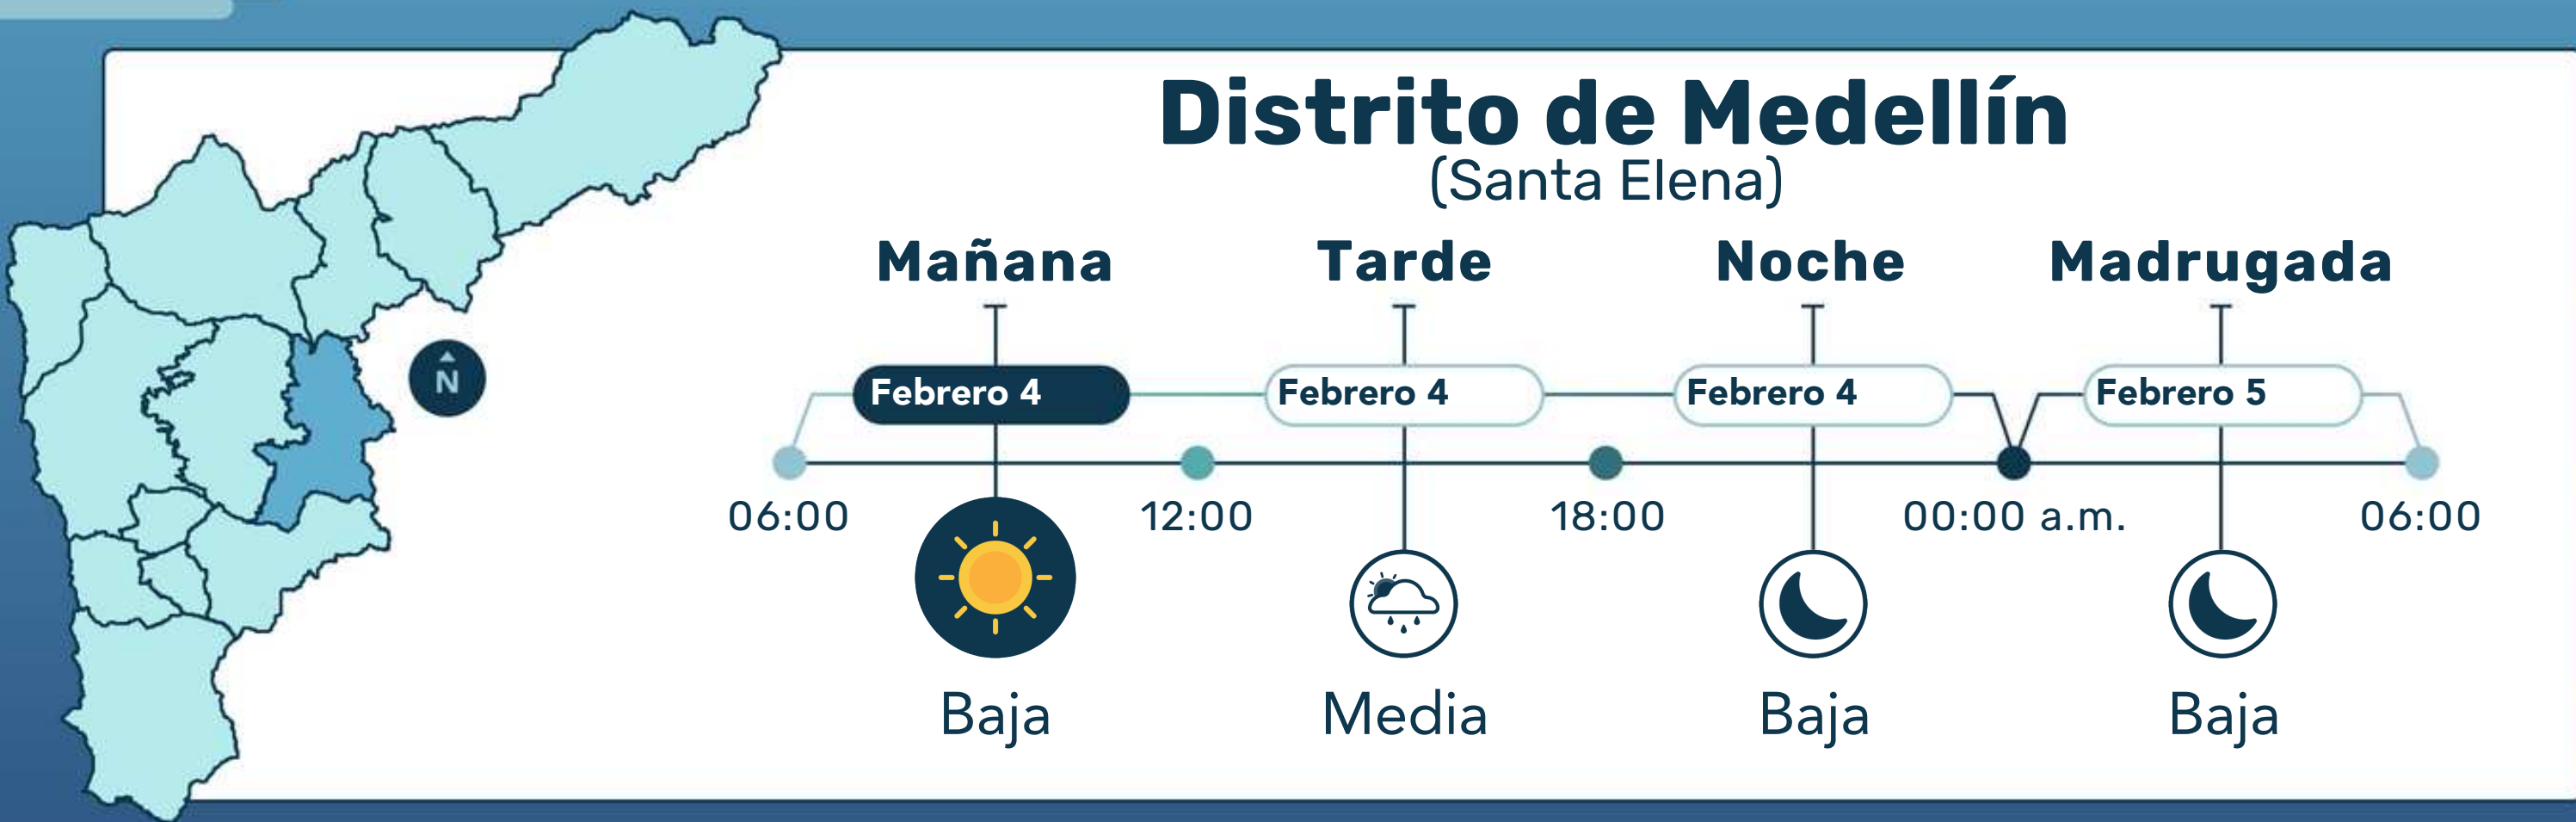 Distrito de Medellín
(Santa Elena)
Mañana Tarde Noche Madrugada
Febrero 4 Febrero 4 Febrero 4 Febrero 5
N
06:00 12:00 18:00 00:00 a.m. 06:00
Baja Media Baja Baja